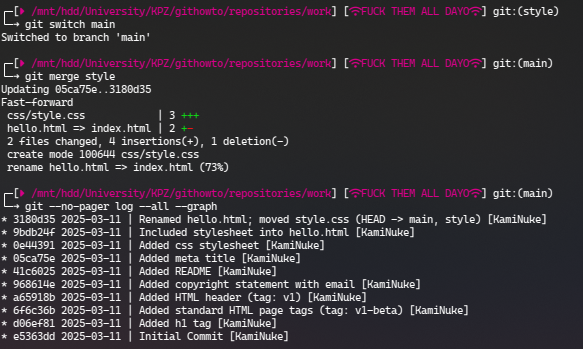 ┌─[ /mnt/hdd/University/KPZ/githowto/repositories/work] [FUCK THEM ALL DAYO] git:(style)
└─→ git switch main
Switched to branch 'main'
┌─[ /mnt/hdd/University/KPZ/githowto/repositories/work] [FUCK THEM ALL DAYO] git:(main)
└─→ git merge style
Updating 05ca75e..3180d35
Fast-forward
css/style.css | 3 +++
hello.html => index.html | 2 +-
2 files changed, 4 insertions(+), 1 deletion(-)
create mode 100644 css/style.css
rename hello.html => index.html (73%)
┌─[ /mnt/hdd/University/KPZ/githowto/repositories/work] [FUCK THEM ALL DAYO] git:(main)
└─→ git --no-pager log --all --graph
* 3180d35 2025-03-11 | Renamed hello.html; moved style.css (HEAD -> main, style) [KamiNuke]
* 9bdb24f 2025-03-11 | Included stylesheet into hello.html [KamiNuke]
* 0e44391 2025-03-11 | Added css stylesheet [KamiNuke]
* 05ca75e 2025-03-11 | Added meta title [KamiNuke]
* 41c6025 2025-03-11 | Added README [KamiNuke]
* 968614e 2025-03-11 | Added copyright statement with email [KamiNuke]
* a65918b 2025-03-11 | Added HTML header (tag: v1) [KamiNuke]
* 6f6c36b 2025-03-11 | Added standard HTML page tags (tag: v1-beta) [KamiNuke]
* d06ef81 2025-03-11 | Added h1 tag [KamiNuke]
* e5363dd 2025-03-11 | Initial Commit [KamiNuke]